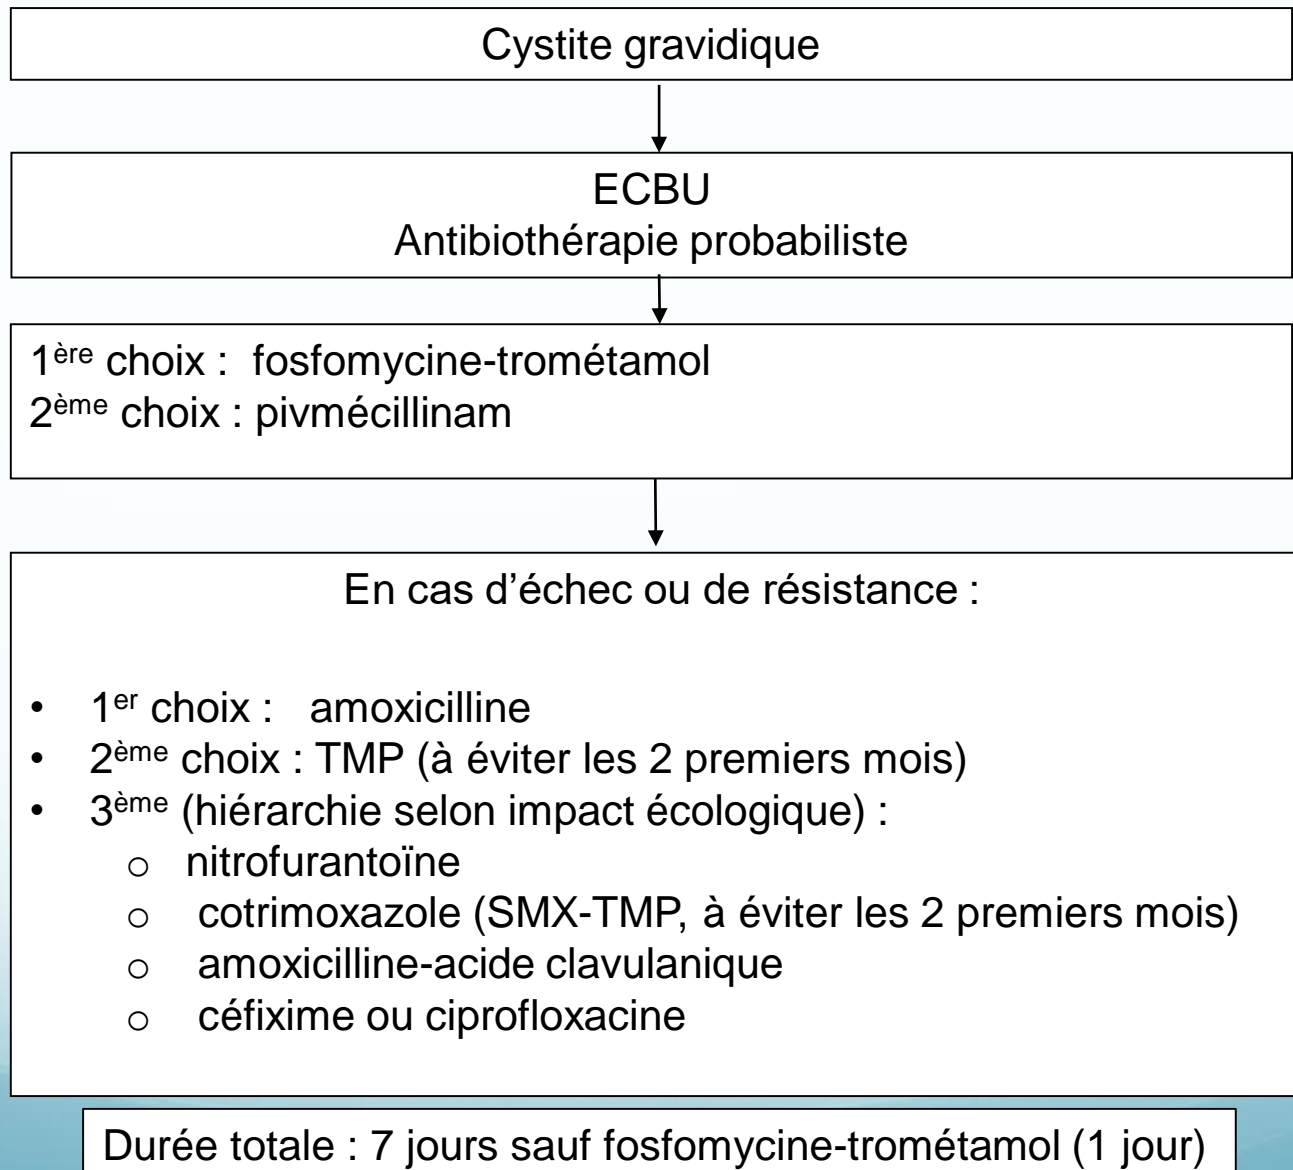 Cystite gravidique
ECBU
Antibiothérapie probabiliste
1ère choix : fosfomycine-trométamol
2ème choix : pivmécillinam
En cas d’échec ou de résistance :
• 1er choix : amoxicilline
• 2ème choix : TMP (à éviter les 2 premiers mois)
• 3ème (hiérarchie selon impact écologique) :
o nitrofurantoïne
o cotrimoxazole (SMX-TMP, à éviter les 2 premiers mois)
o amoxicilline-acide clavulanique
o céfixime ou ciprofloxacine
Durée totale : 7 jours sauf fosfomycine-trométamol (1 jour)